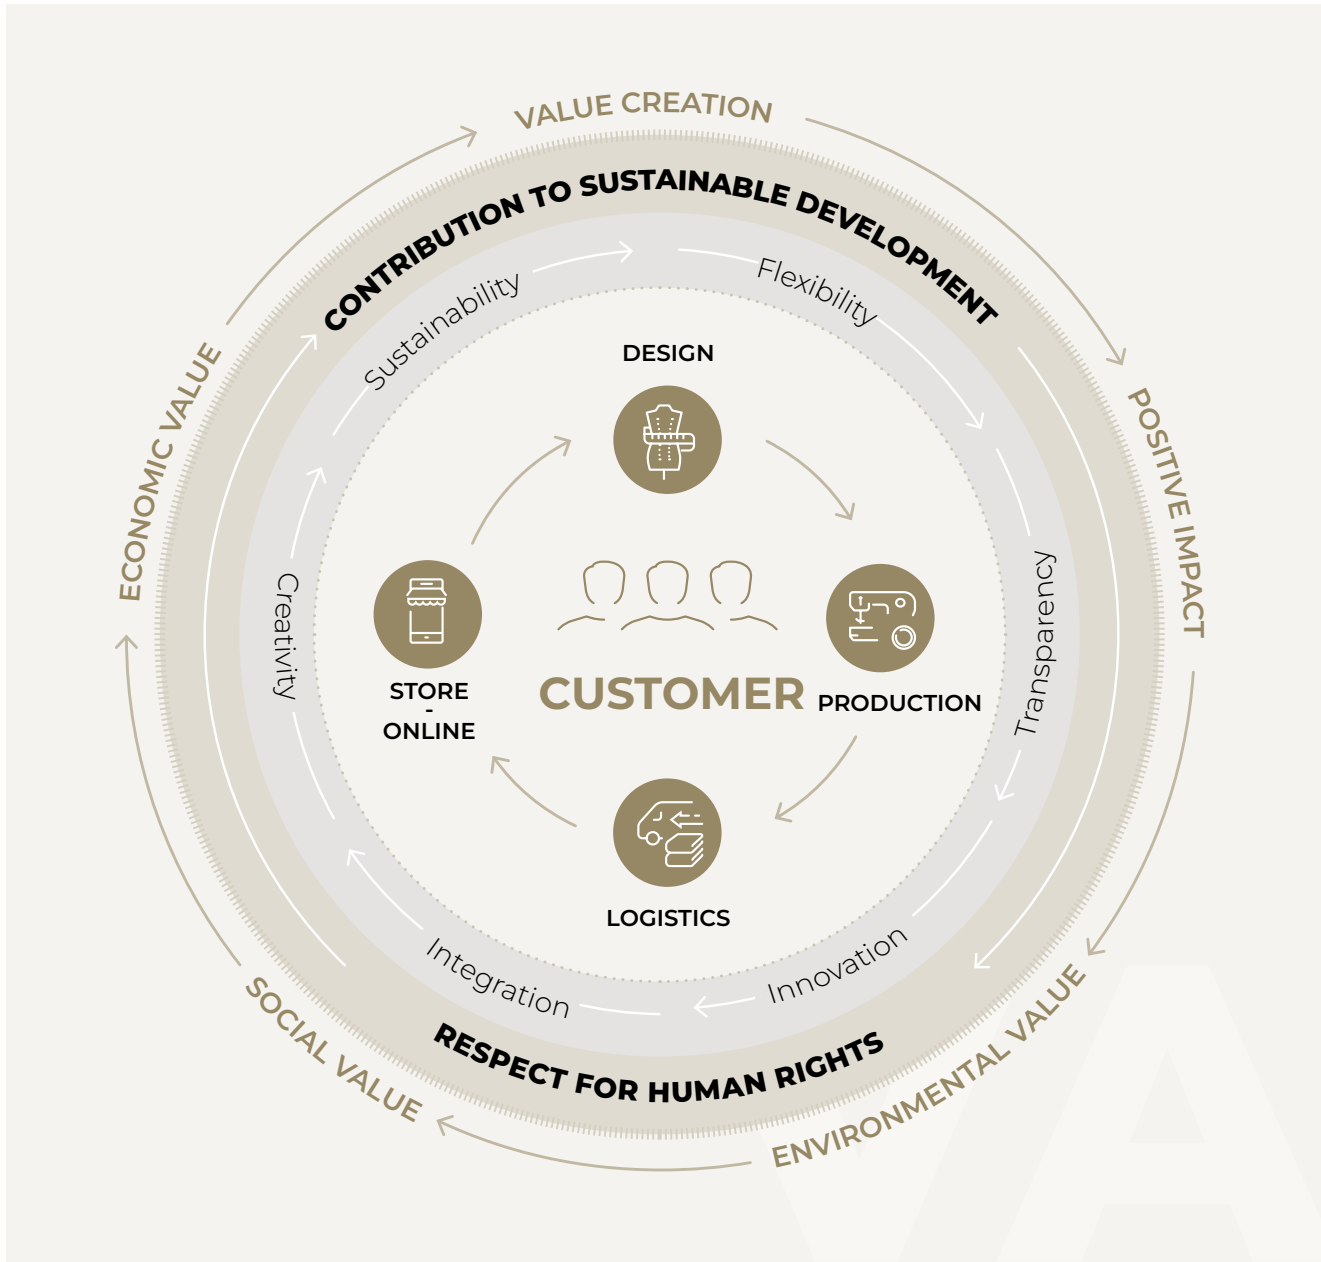 VALUE CREATION
CONTRIBUTION TO SUSTAINABLE DEVELOPMENT
Flexibility
Sustainability
DESIGN
ECONOMIC VALUE
POSITIVE IMPACT
Transparency
Creativity
STORE
-
ONLINE
CUSTOMER
PRODUCTION
LOGISTICS
Integration
Innovation
SOCIAL VALUE
ENVIRONMENTAL VALUE
RESPECT FOR HUMAN RIGHTS